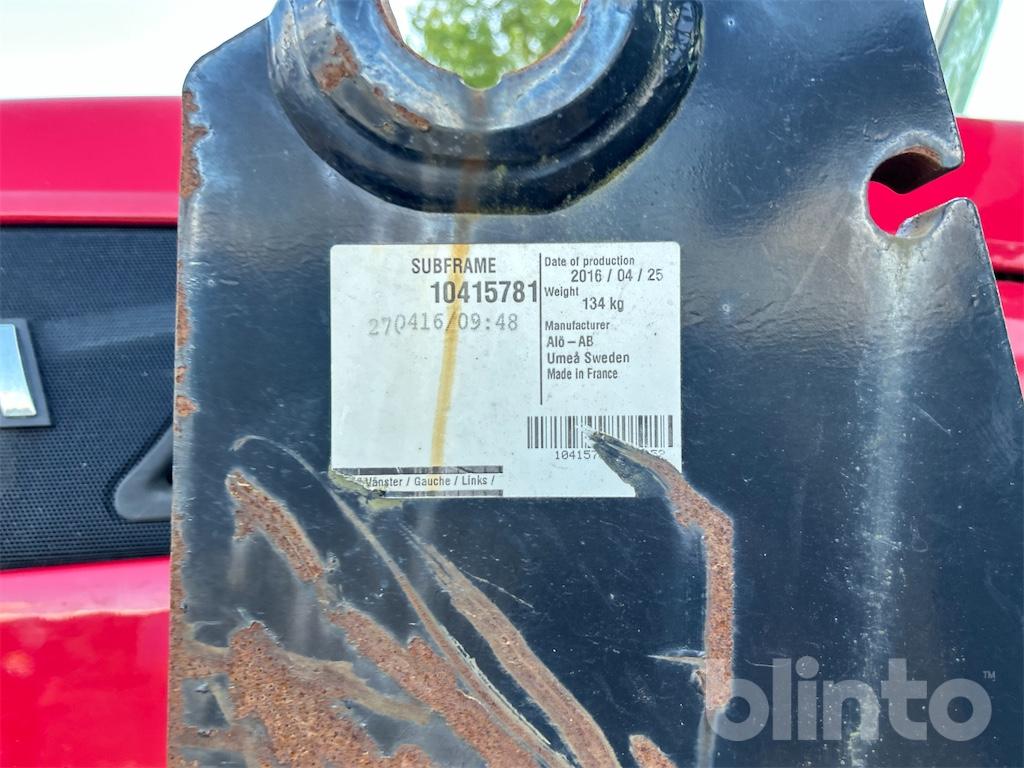 SUBFRAME
10415781
270416/09:48
Date of production
2016 / 04 / 25
Weight
134 kg
Manufacturer
Alö – AB
Umeå Sweden
Made in France
Vänster / Gauche / Links /
blinto™